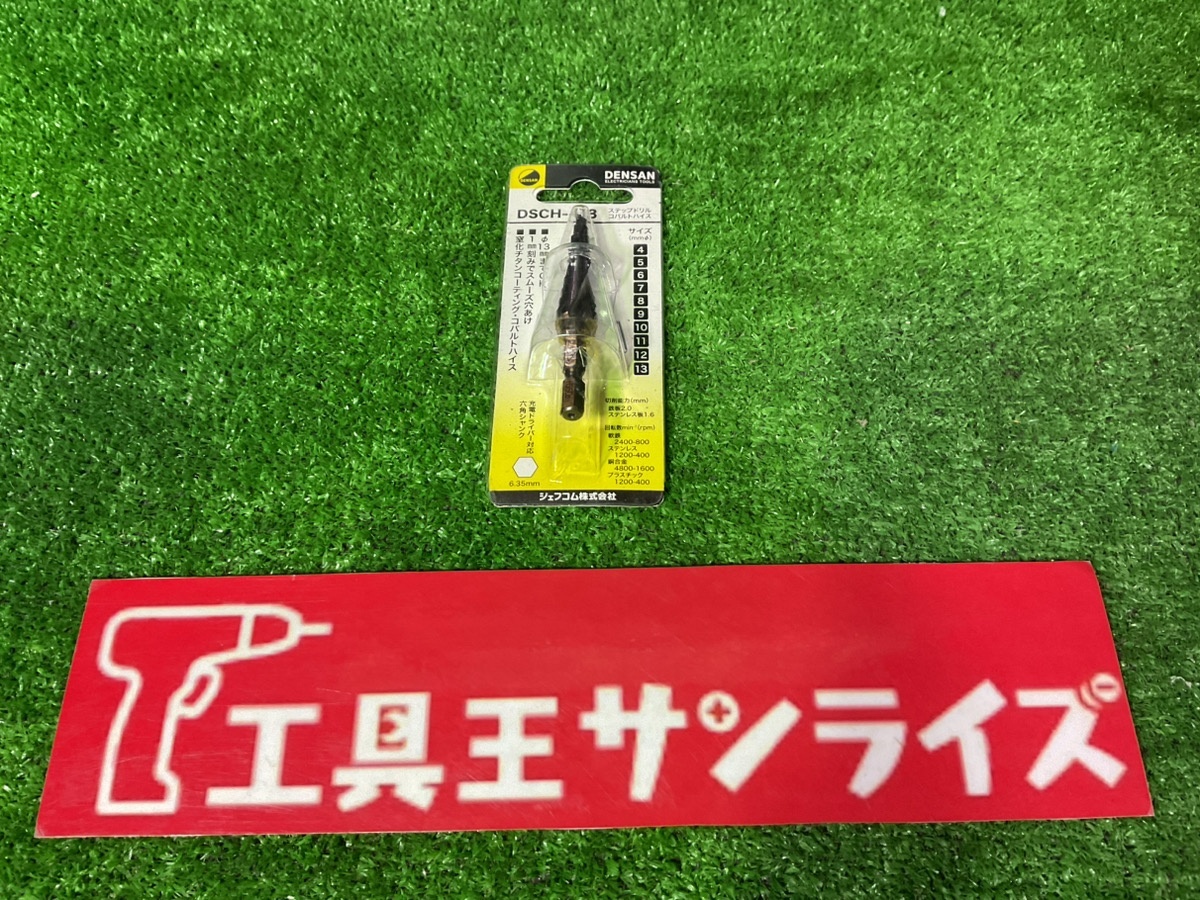 DENSAN
DENSAN
ELECTRICIANS TOOLS
DSCH-
ステップドリル
コバルトハイス
サイズ
(mmφ)
4
5
6
7
8
9
10
11
12
13
■φ13㎜まで
■1㎜刻みでスムーズ穴あけ
■窒化チタンコーティング・コバルトハイス
充電ドライバー対応
六角シャンク
6.35mm
切削能力(mm)
鉄板2.0
ステンレス板1.6
回転数min⁻¹(rpm)
軟鉄
2400-800
ステンレス
1200-400
銅合金
4800-1600
プラスチック
1200-400
ジェフコム株式会社
工具王サンライズ